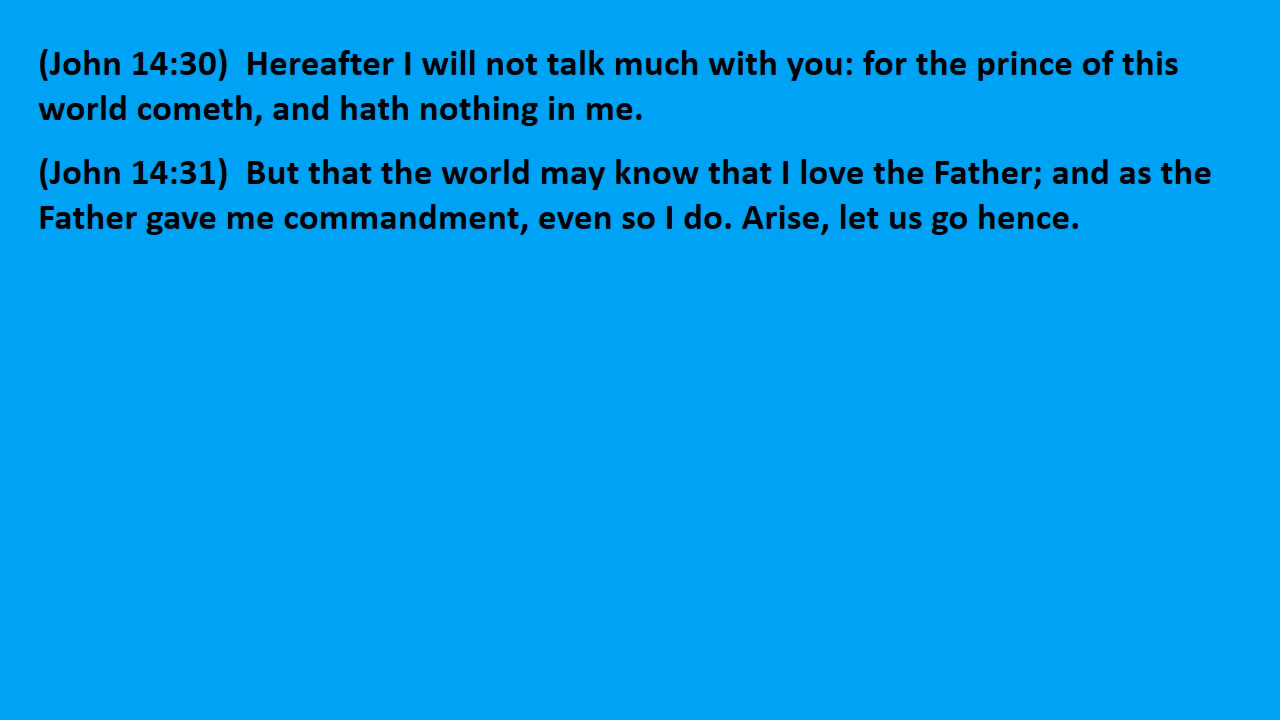 (John 14:30)  Hereafter I will not talk much with you: for the prince of this
world cometh, and hath nothing in me.
(John 14:31)  But that the world may know that I love the Father; and as the
Father gave me commandment, even so I do. Arise, let us go hence.